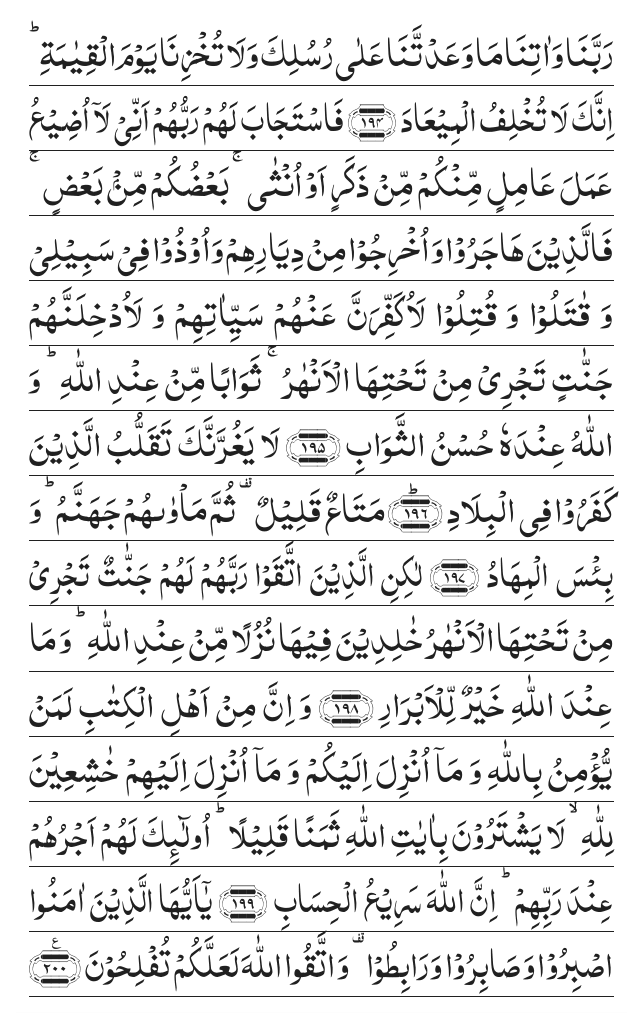 رَبَّنَا وَاٰتِنَا مَا وَعَدْتَّنَا عَلٰى رُسُلِكَ وَلَا تُخْزِنَا يَوْمَ الْقِيٰمَةِ ؕ
اِنَّكَ لَا تُخْلِفُ الْمِيْعَادَ ﴿۱۹۴﴾ فَاسْتَجَابَ لَهُمْ رَبُّهُمْ اَنِّىْ لَاۤ اُضِيْعُ
عَمَلَ عَامِلٍ مِّنْكُمْ مِّنْ ذَكَرٍ اَوْ اُنْثٰى ۚ بَعْضُكُمْ مِّنْۢ بَعْضٍ ۚ
فَالَّذِيْنَ هَاجَرُوْا وَاُخْرِجُوْا مِنْ دِيَارِهِمْ وَاُوْذُوْا فِىْ سَبِيْلِىْ
وَ قٰتَلُوْا وَ قُتِلُوْا لَاُكَفِّرَنَّ عَنْهُمْ سَيِّاٰتِهِمْ وَ لَاُدْخِلَنَّهُمْ
جَنّٰتٍ تَجْرِىْ مِنْ تَحْتِهَا الْاَنْهٰرُ ۚ ثَوَابًا مِّنْ عِنْدِ اللّٰهِ ؕ وَ
اللّٰهُ عِنْدَهٗ حُسْنُ الثَّوَابِ ﴿۱۹۵﴾ لَا يَغُرَّنَّكَ تَقَلُّبُ الَّذِيْنَ
كَفَرُوْا فِى الْبِلَادِ ؕ﴿۱۹۶﴾ مَتَاعٌ قَلِيْلٌ ۟ ثُمَّ مَاْوٰٮهُمْ جَهَنَّمُ ؕ وَ
بِئْسَ الْمِهَادُ ﴿۱۹۷﴾ لٰكِنِ الَّذِيْنَ اتَّقَوْا رَبَّهُمْ لَهُمْ جَنّٰتٌ تَجْرِىْ
مِنْ تَحْتِهَا الْاَنْهٰرُ خٰلِدِيْنَ فِيْهَا نُزُلًا مِّنْ عِنْدِ اللّٰهِ ؕ وَمَا
عِنْدَ اللّٰهِ خَيْرٌ لِّلْاَبْرَارِ ﴿۱۹۸﴾ وَاِنَّ مِنْ اَهْلِ الْكِتٰبِ لَمَنْ
يُّؤْمِنُ بِاللّٰهِ وَ مَاۤ اُنْزِلَ اِلَيْكُمْ وَ مَاۤ اُنْزِلَ اِلَيْهِمْ خٰشِعِيْنَ
لِلّٰهِ ۙ لَا يَشْتَرُوْنَ بِاٰيٰتِ اللّٰهِ ثَمَنًا قَلِيْلًا ؕ اُولٰٓٮِٕكَ لَهُمْ اَجْرُهُمْ
عِنْدَ رَبِّهِمْ ؕ اِنَّ اللّٰهَ سَرِيْعُ الْحِسَابِ ﴿۱۹۹﴾ يٰۤاَيُّهَا الَّذِيْنَ اٰمَنُوا
اصْبِرُوْا وَصَابِرُوْا وَرَابِطُوْا ۟ وَاتَّقُوا اللّٰهَ لَعَلَّكُمْ تُفْلِحُوْنَ ﴿۲۰۰﴾ ع